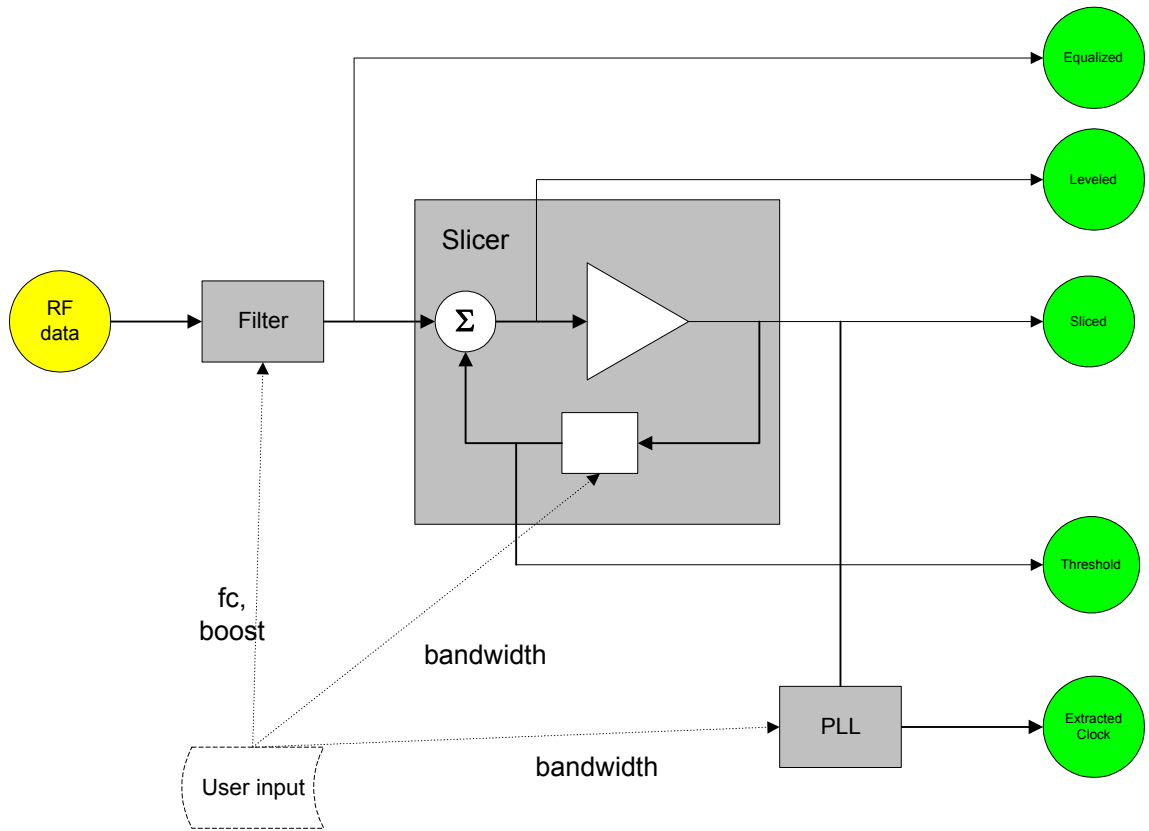 Equalized
Leveled
Slicer
RF
data
Filter
Σ
Sliced
Threshold
fc,
boost
bandwidth
PLL
Extracted
Clock
bandwidth
User input